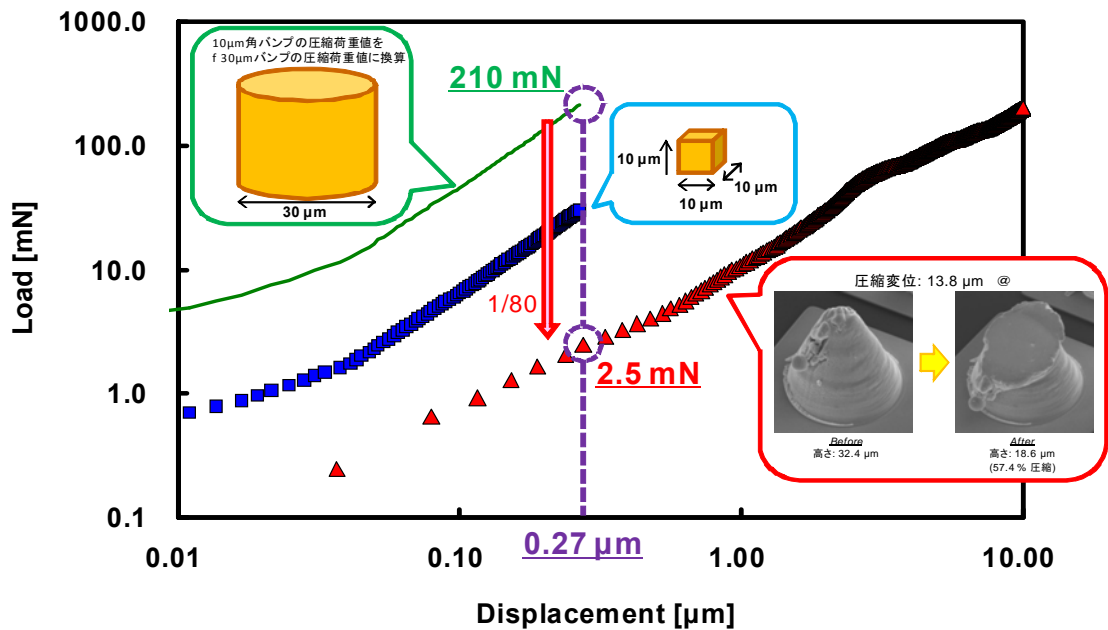 1000.0
100.0
10.0
1.0
0.1
Load [mN]
10µm角バンプの圧縮荷重値を
f 30µmバンプの圧縮荷重値に換算
30 µm
210 mN
10 µm
10 µm
10 µm
1/80
2.5 mN
圧縮変位: 13.8 µm @
Before
高さ: 32.4 µm
After
高さ: 18.6 µm
(57.4% 圧縮)
0.01
0.10
0.27 µm
1.00
10.00
Displacement [µm]